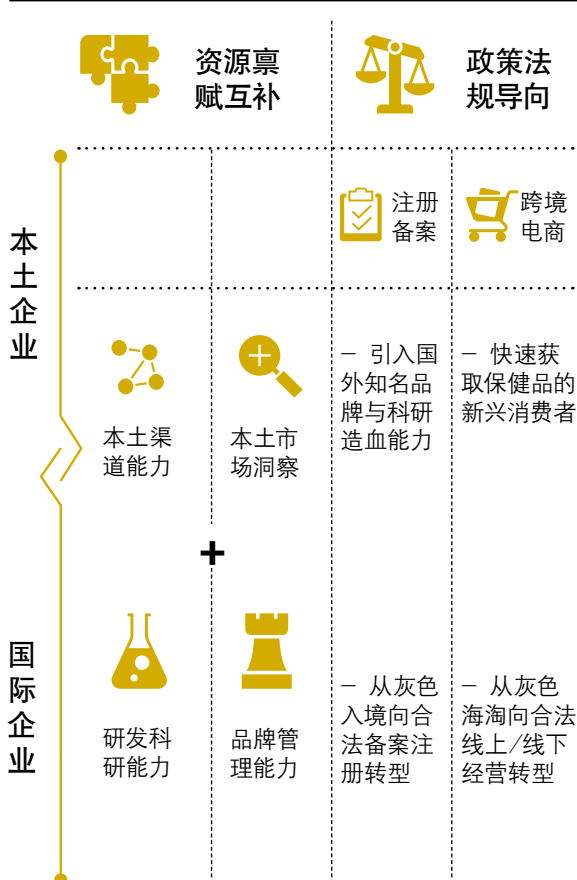 资源禀
赋互补
政策法
规导向
注册
备案
跨境
电商
本土企业
本土渠
道能力
本土市
场洞察
– 引入国
外知名品
牌与科研
造血能力
– 快速获
取保健品的
新兴消费者
+
国际企业
研发科
研能力
品牌管
理能力
– 从灰色
入境向合
法备案注
册转型
– 从灰色
海淘向合法
线上/线下
经营转型